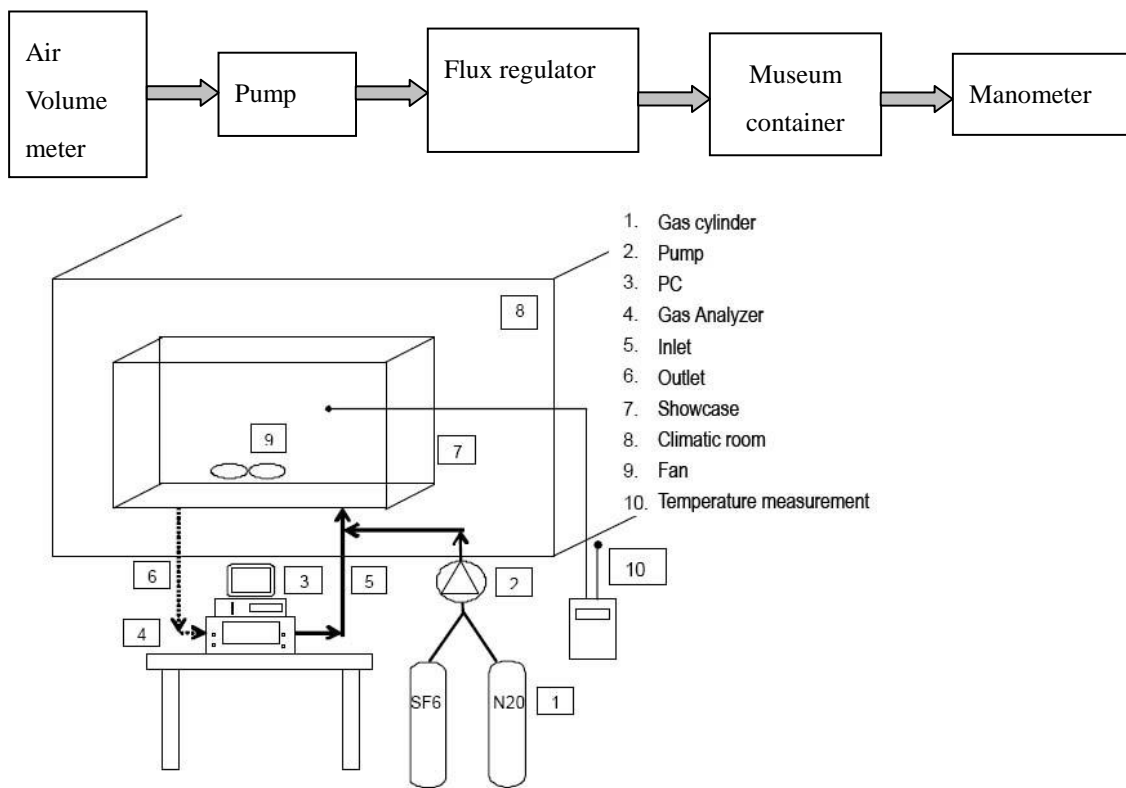 Air
Volume
meter
Pump
Flux regulator
Museum
container
Manometer
1. Gas cylinder
2. Pump
3. PC
4. Gas Analyzer
5. Inlet
6. Outlet
7. Showcase
8. Climatic room
9. Fan
10. Temperature measurement
8
9
7
6
3
5
2
10
4
SF6
N20
1